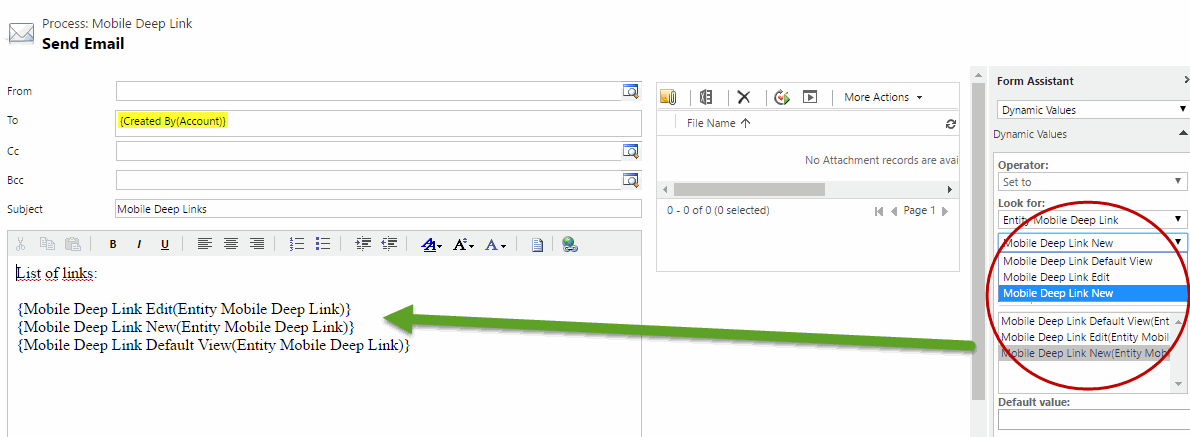 Process: Mobile Deep Link
Send Email
From
To {Created By(Account)}
Cc
Bcc
Subject Mobile Deep Links
B I U A A A
List of links:
{Mobile Deep Link Edit(Entity Mobile Deep Link)}
{Mobile Deep Link New(Entity Mobile Deep Link)}
{Mobile Deep Link Default View(Entity Mobile Deep Link)}
More Actions
File Name
No Attachment records are avai
0 - 0 of 0 (0 selected) Page 1
Form Assistant
Dynamic Values
Dynamic Values
Operator:
Set to
Look for:
Entity Mobile Deep Link
Mobile Deep Link New
Mobile Deep Link Default View
Mobile Deep Link Edit
Mobile Deep Link New
Mobile Deep Link Default View(Ent
Mobile Deep Link Edit(Entity Mobil
Mobile Deep Link New(Entity Mob
Default value: